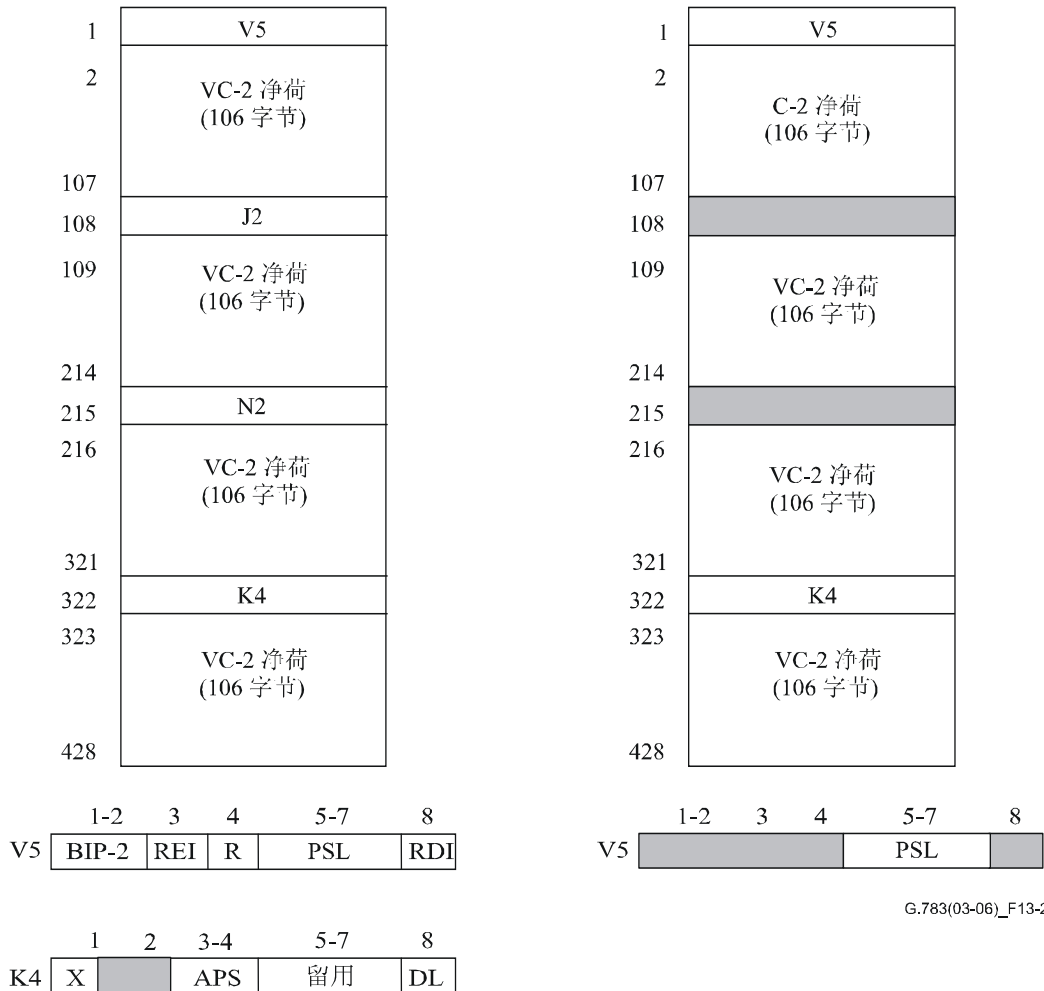 1 V5
2 VC-2 净荷
(106 字节)
107
108 J2
109 VC-2 净荷
(106 字节)
214
215 N2
216 VC-2 净荷
(106 字节)
321
322 K4
323 VC-2 净荷
(106 字节)
428
1 V5
2 C-2 净荷
(106 字节)
107
108
109 VC-2 净荷
(106 字节)
214
215
216 VC-2 净荷
(106 字节)
321
322 K4
323 VC-2 净荷
(106 字节)
428
1-2 3 4 5-7 8
V5 BIP-2 REI R PSL RDI
1-2 3 4 5-7 8
V5 PSL
G.783(03-06)_F13-2
1 2 3-4 5-7 8
K4 X APS 留用 DL